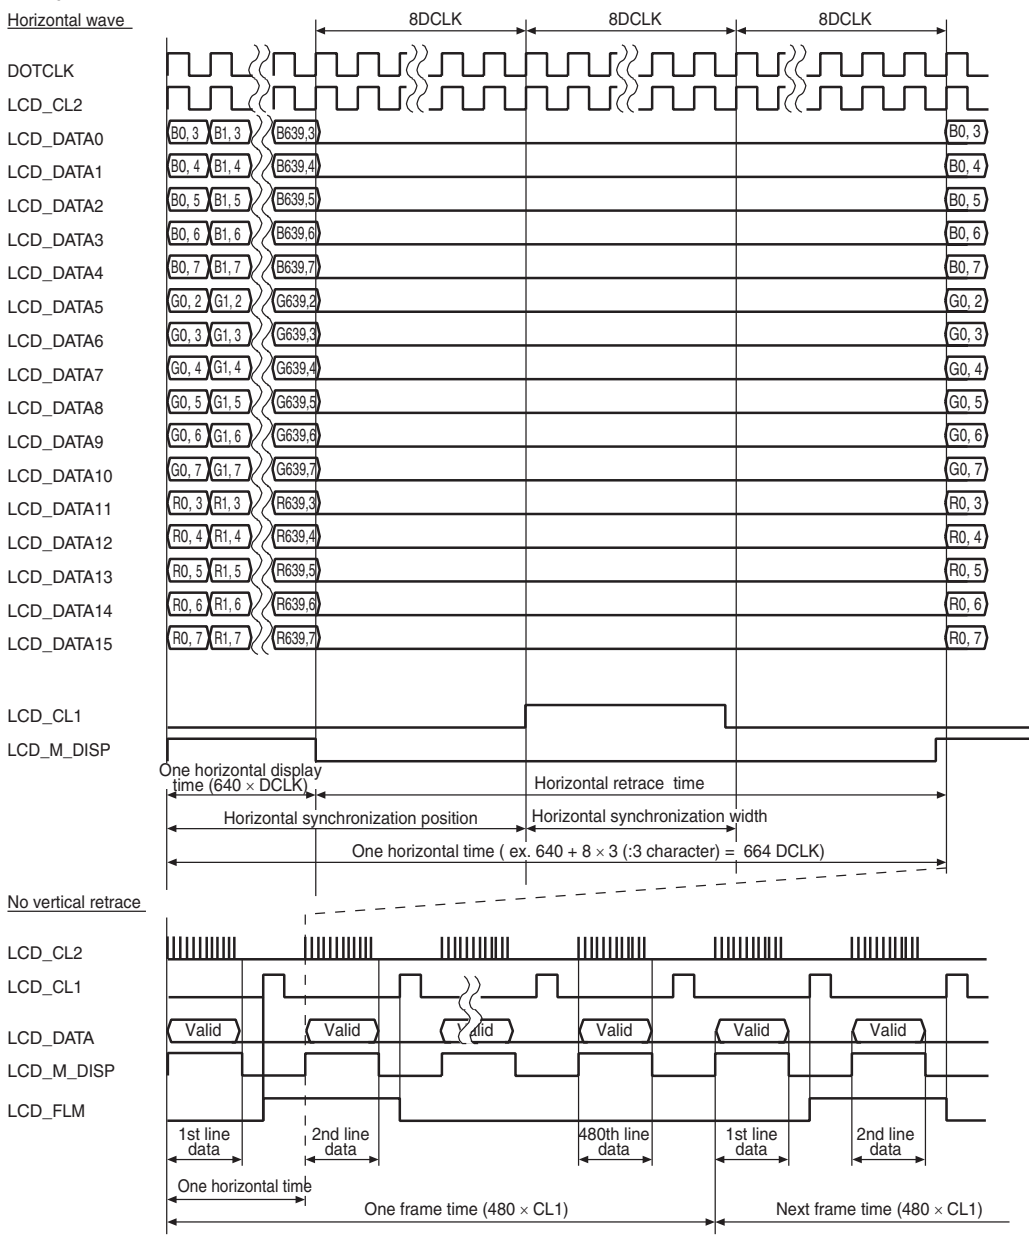 Horizontal wave
8DCLK 8DCLK 8DCLK
DOTCLK
LCD_CL2
LCD_DATA0 B0, 3 B1, 3 B639,3 B0, 3
LCD_DATA1 B0, 4 B1, 4 B639,4 B0, 4
LCD_DATA2 B0, 5 B1, 5 B639,5 B0, 5
LCD_DATA3 B0, 6 B1, 6 B639,6 B0, 6
LCD_DATA4 B0, 7 B1, 7 B639,7 B0, 7
LCD_DATA5 G0, 2 G1, 2 G639,2 G0, 2
LCD_DATA6 G0, 3 G1, 3 G639,3 G0, 3
LCD_DATA7 G0, 4 G1, 4 G639,4 G0, 4
LCD_DATA8 G0, 5 G1, 5 G639,5 G0, 5
LCD_DATA9 G0, 6 G1, 6 G639,6 G0, 6
LCD_DATA10 G0, 7 G1, 7 G639,7 G0, 7
LCD_DATA11 R0, 3 R1, 3 R639,3 R0, 3
LCD_DATA12 R0, 4 R1, 4 R639,4 R0, 4
LCD_DATA13 R0, 5 R1, 5 R639,5 R0, 5
LCD_DATA14 R0, 6 R1, 6 R639,6 R0, 6
LCD_DATA15 R0, 7 R1, 7 R639,7 R0, 7
LCD_CL1
LCD_M_DISP
One horizontal display
time (640 × DCLK)
Horizontal retrace time
Horizontal synchronization position
Horizontal synchronization width
One horizontal time ( ex. 640 + 8 × 3 (:3 character) = 664 DCLK)
No vertical retrace
LCD_CL2
LCD_CL1
LCD_DATA Valid Valid Valid Valid Valid Valid
LCD_M_DISP
LCD_FLM
1st line
data
2nd line
data
480th line
data
1st line
data
2nd line
data
One horizontal time
One frame time (480 × CL1)
Next frame time (480 × CL1)